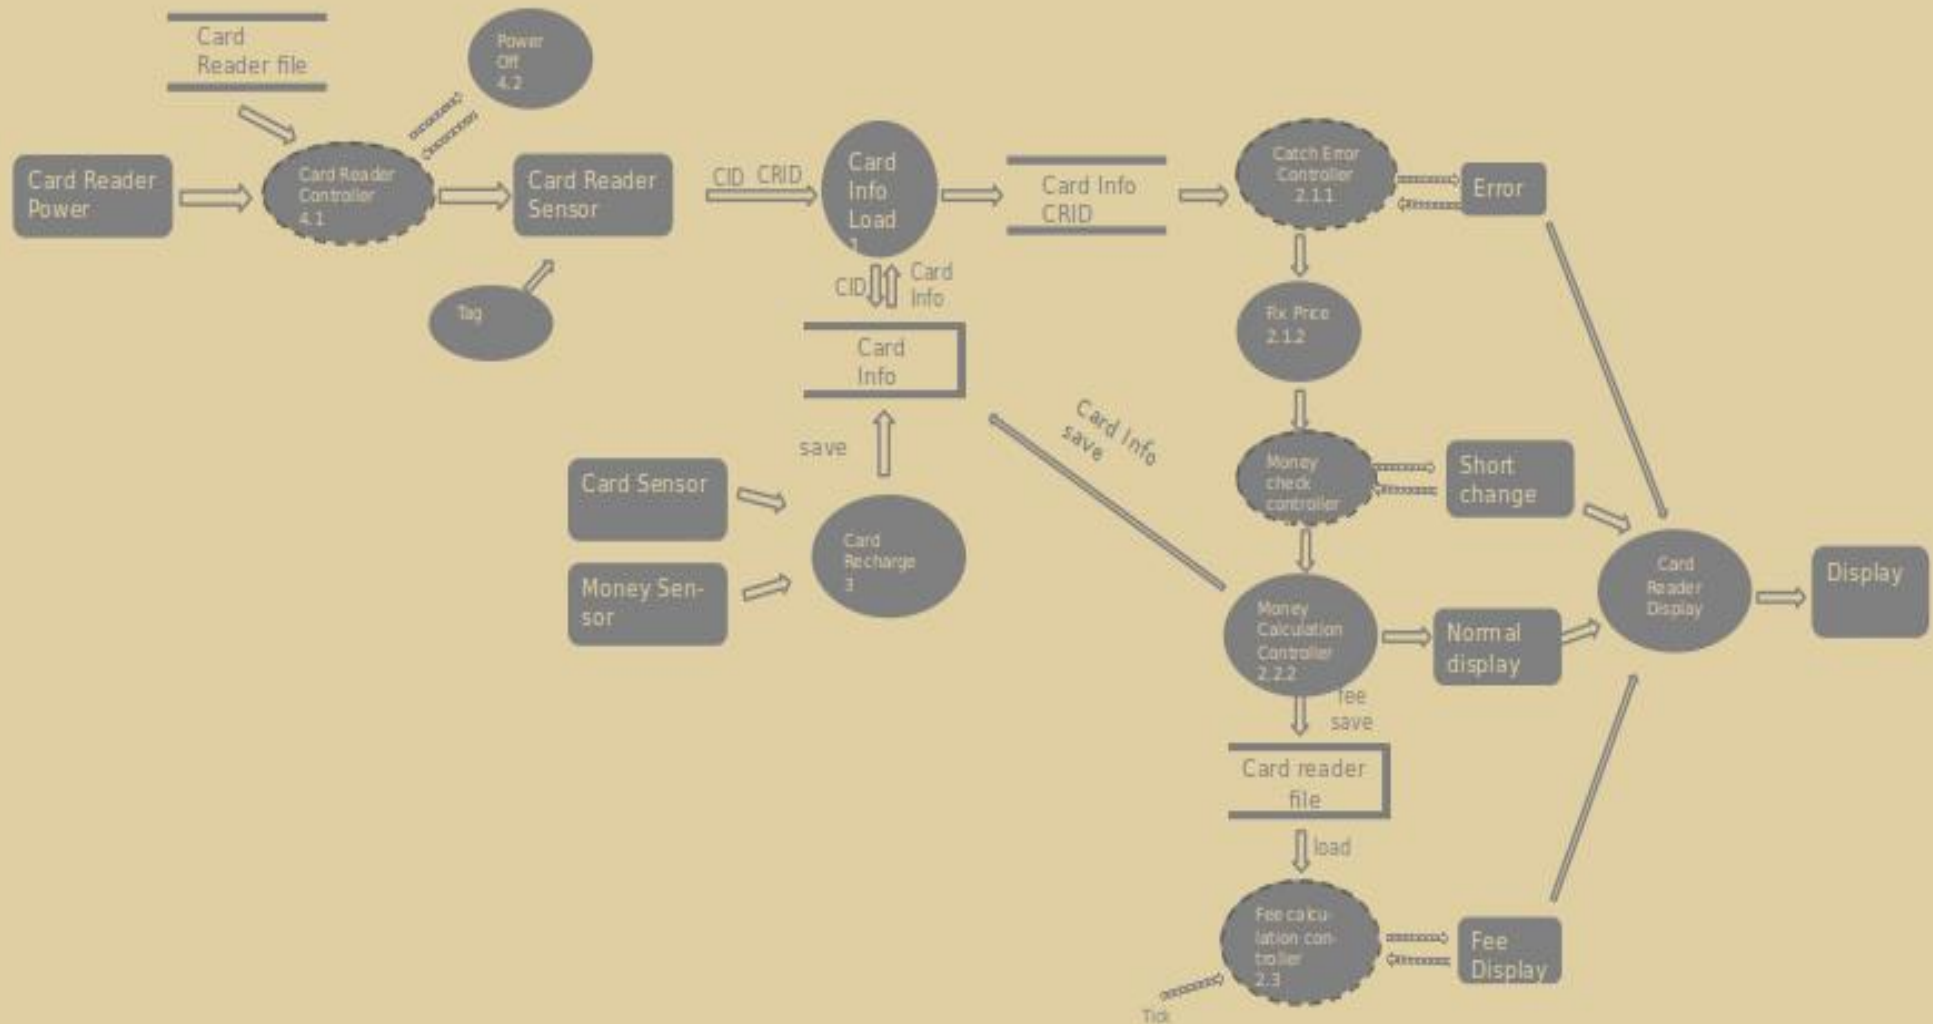 Card
Reader file
Power
Off
4.2
Card Reader
Power
Card Reader
Controller
4.1
Card Reader
Sensor
Tag
CID CRID
Card
Info
Load
1
Card Info
CRID
Catch Error
Controller
2.1.1
Error
CID
Card
Info
Card
Info
Fix Price
2.1.2
save
Card Info
save
Card Sensor
Money Sen-
sor
Card
Recharge
3
Money
check
controller
Short
change
Money
Calculation
Controller
2.2.2
Normal
display
Card
Reader
Display
Display
fee
save
Card reader
file
load
Fee calcu-
lation con-
troller
2.3
Fee
Display
Tick